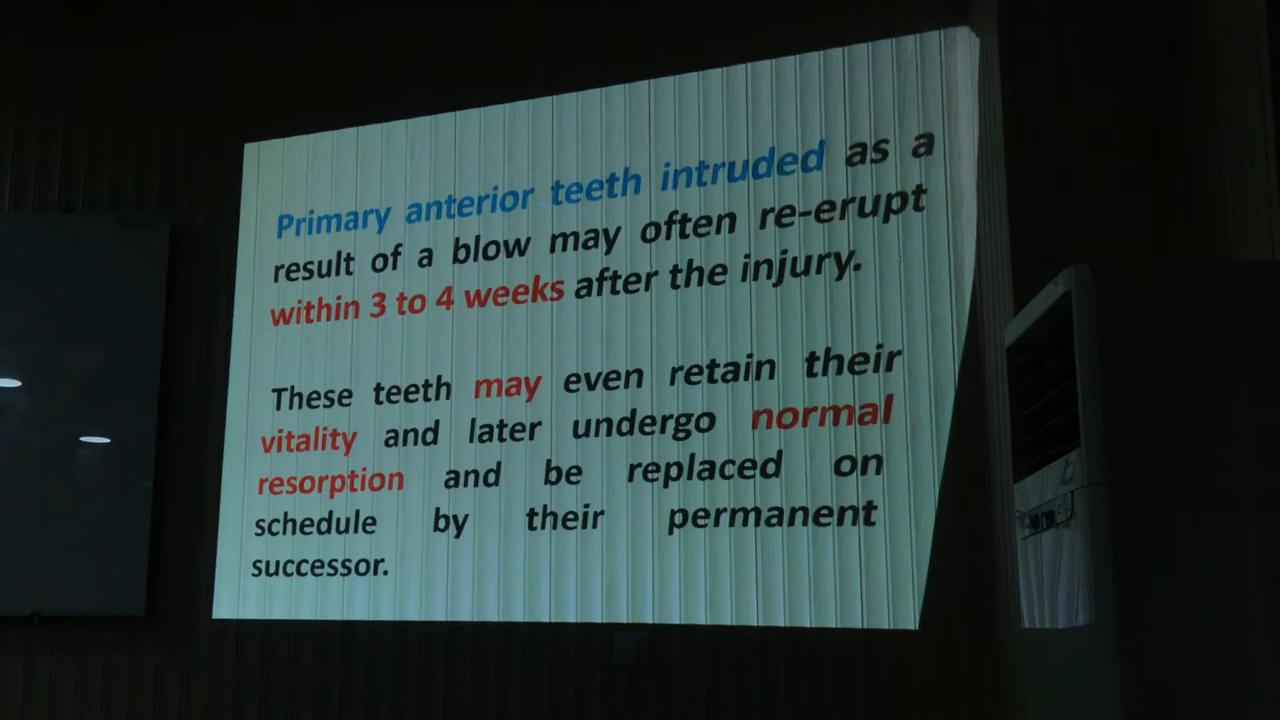 Primary anterior teeth intruded as a
result of a blow may often re-erupt
within 3 to 4 weeks after the injury.
These teeth may even retain their
vitality and later undergo normal
resorption and be replaced on
schedule by their permanent
successor.